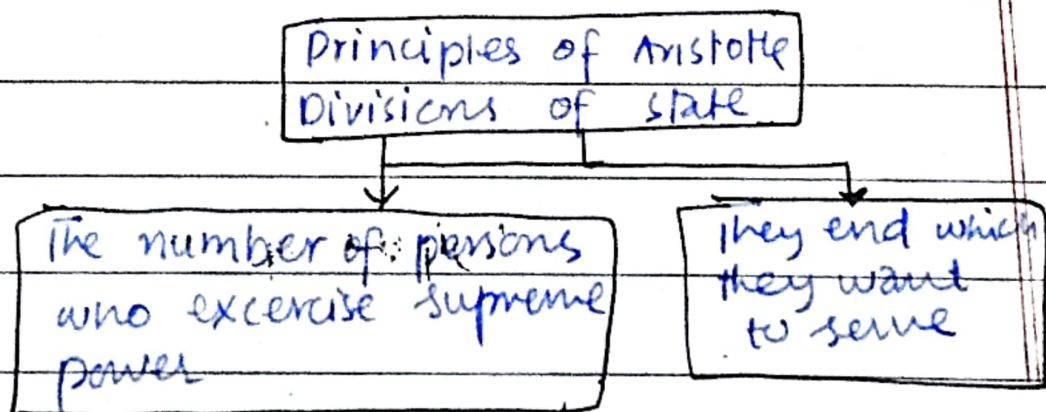 Principles of Aristotle
Divisions of state
The number of persons
who excercise supreme
power
They end which
they want
to serve